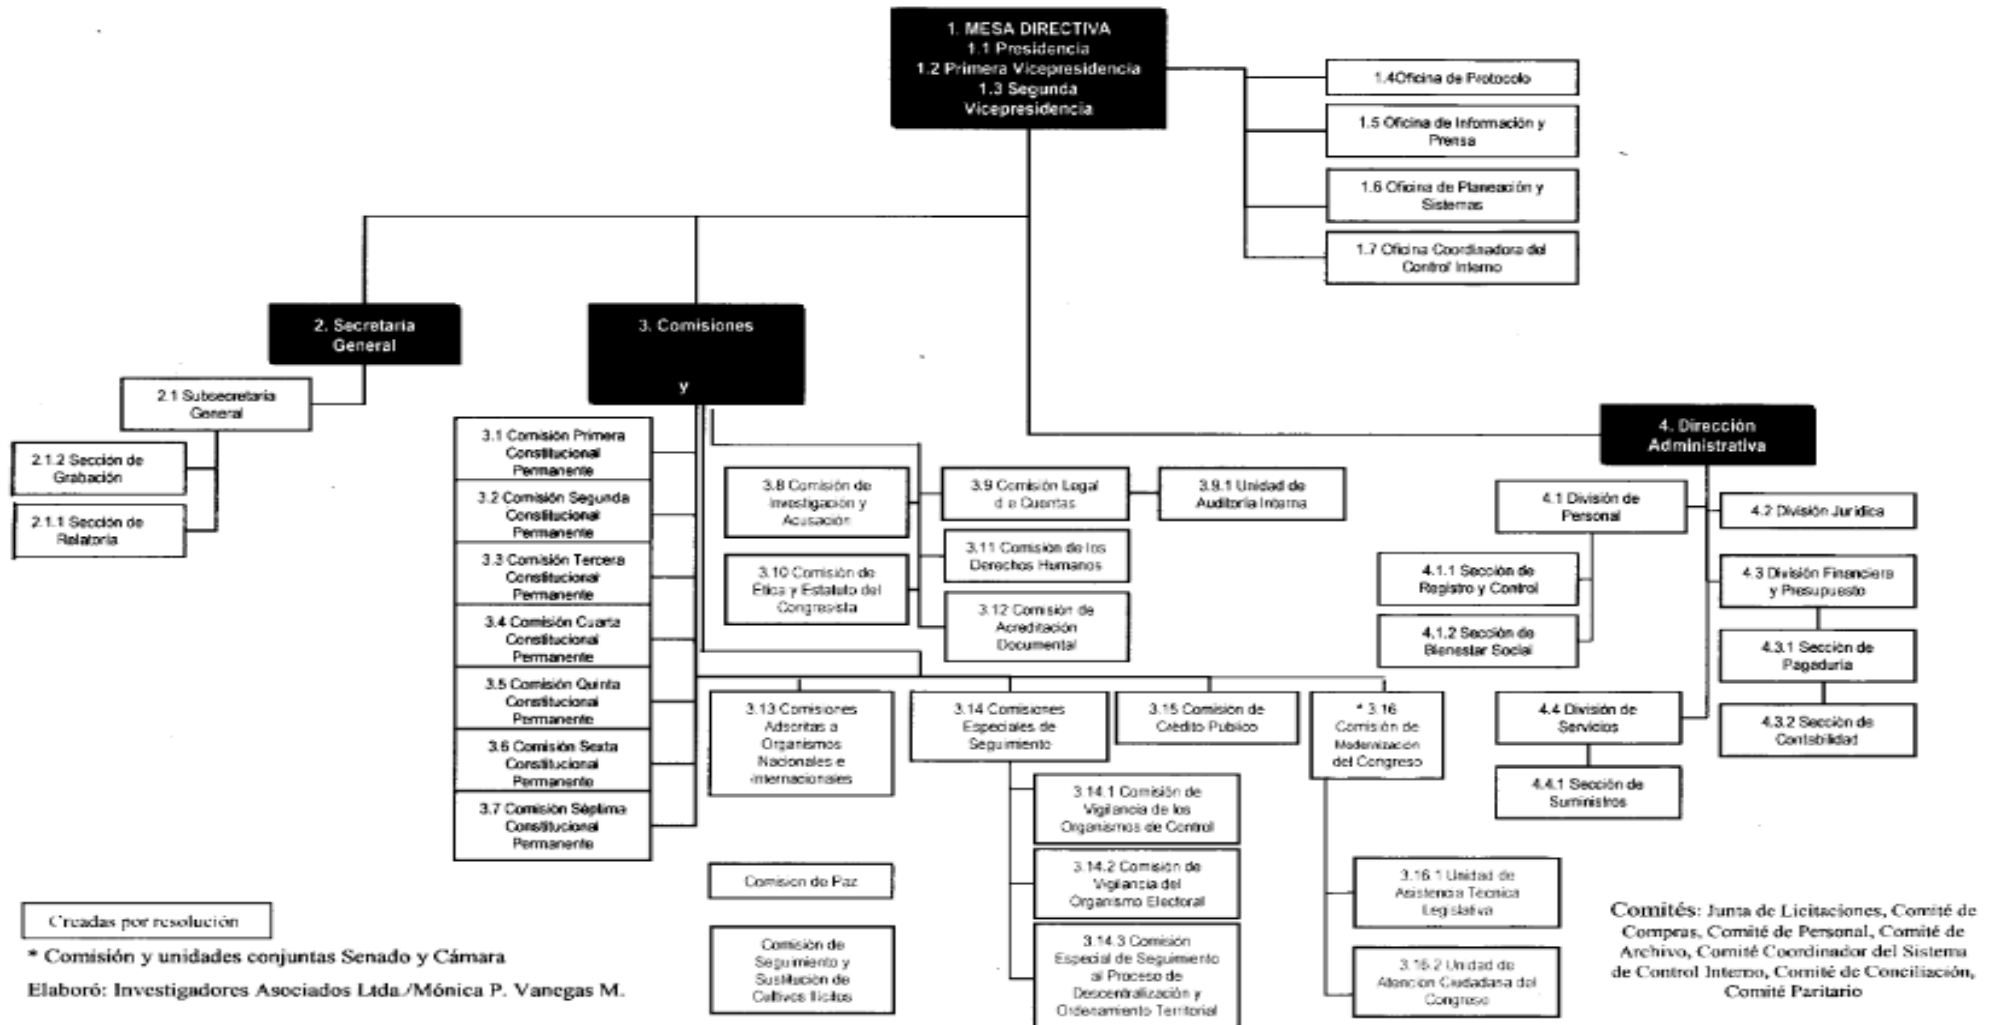 1. MESA DIRECTIVA
1.1 Presidencia
1.2 Primera Vicepresidencia
1.3 Segunda
Vicepresidencia
1.4Oficina de Protocolo
1.5 Oficina de Información y
Prensa
1.6 Oficina de Planeación y
Sistemas
1.7 Oficina Coordinadora del
Control Interno
2. Secretaria
General
2.1 Subsecretaria
General
2.1.2 Sección de
Grabación
2.1.1 Sección de
Relatoría
3. Comisiones
y
3.1 Comisión Primera
Constitucional
Permanente
3.2 Comisión Segunda
Constitucional
Permanente
3.3 Comisión Tercera
Constitucional
Permanente
3.4 Comisión Cuarta
Constitucional
Permanente
3.5 Comisión Quinta
Constitucional
Permanente
3.6 Comisión Sexta
Constitucional
Permanente
3.7 Comisión Séptima
Constitucional
Permanente
3.8 Comisión de
Investigación y
Acusación
3.9 Comisión Legal
d e Cuentas
3.9.1 Unidad de
Auditoría Interna
3.10 Comisión de
Etica y Estatuto del
Congresista
3.11 Comisión de los
Derechos Humanos
3.12 Comisión de
Acreditación
Documental
3.13 Comisiones
Adscritas a
Organismos
Nacionales e
Internacionales
3.14 Comisiones
Especiales de
Seguimiento
3.15 Comisión de
Crédito Publico
* 3.16
Comisión de
Modernización
del Congreso
3.14.1 Comisión de
Vigilancia de los
Organismos de Control
3.14.2 Comisión de
Vigilancia del
Organismo Electoral
3.14.3 Comisión
Especial de Seguimiento
al Proceso de
Descentralización y
Ordenamiento Territorial
3.16.1 Unidad de
Asistencia Técnica
Legislativa
3.16.2 Unidad de
Atención Ciudadana del
Congreso
Comision de Paz
Comisión de
Seguimiento y
Sustitución de
Cultivos Ilícitos
4. Dirección
Administrativa
4.1 División de
Personal
4.2 División Jurídica
4.1.1 Sección de
Registro y Control
4.1.2 Sección de
Bienestar Social
4.3 División Financiera
y Presupuesto
4.3.1 Sección de
Pagaduría
4.3.2 Sección de
Contabilidad
4.4 División de
Servicios
4.4.1 Sección de
Suministros
Creadas por resolución
* Comisión y unidades conjuntas Senado y Cámara
Elaboró: Investigadores Asociados Ltda./Mónica P. Vanegas M.
Comités: Junta de Licitaciones, Comité de
Compras, Comité de Personal, Comité de
Archivo, Comité Coordinador del Sistema
de Control Interno, Comité de Conciliación,
Comité Paritario